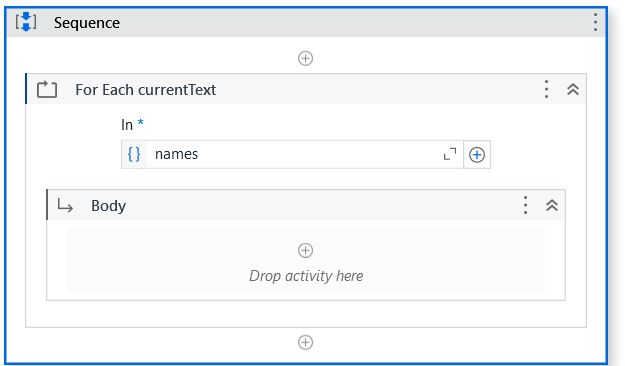 Sequence
For Each currentText
In *
{} names
Body
Drop activity here